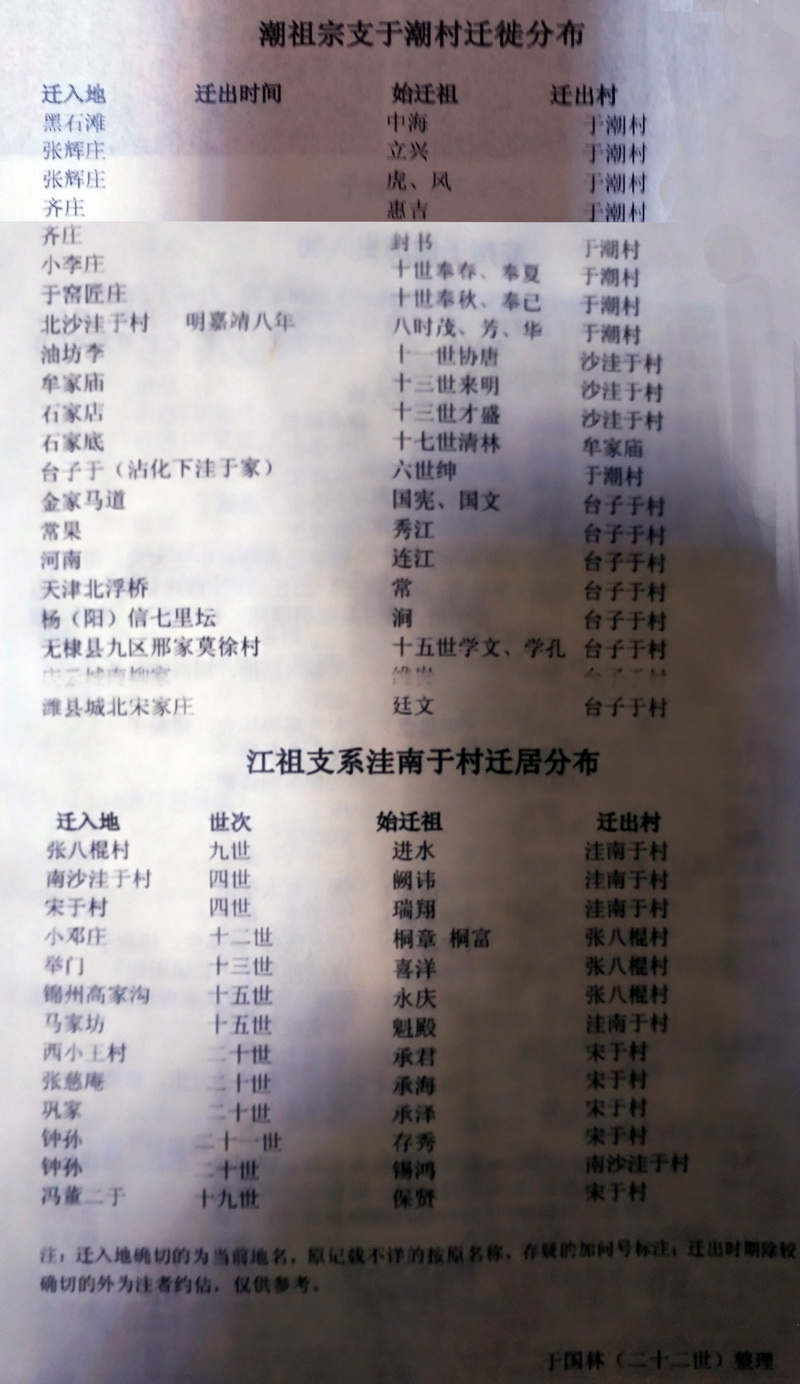 潮祖宗支于潮村迁徙分布
迁入地 迁出时间 始迁祖 迁出村
黑石滩 中海 于潮村
张辉庄 立兴 于潮村
张辉庄 虎、风 于潮村
齐庄 惠吉 于潮村
齐庄 封书 于潮村
小李庄 十世奉春、奉夏 于潮村
于窑匠庄 十世奉秋、奉已 于潮村
北沙洼于村 明嘉靖八年 八时茂、芳、华 于潮村
油坊李 十一世协唐 沙洼于村
牟家庙 十三世来明 沙洼于村
石家店 十三世才盛 沙洼于村
石家底 十七世清林 牟家庙
台子于（沾化下洼于家） 六世绅 于潮村
金家马道 国宪、国文 台子于村
常果 秀江 台子于村
河南 连江 台子于村
天津北浮桥 常 台子于村
杨（阳）信七里坛 涧 台子于村
无棣县九区邢家莫徐村 十五世学文、学孔 台子于村
台子于村
潍县城北宋家庄 廷文 台子于村
江祖支系洼南于村迁居分布
迁入地 世次 始迁祖 迁出村
张八棍村 九世 进水 洼南于村
南沙洼于村 四世 阙讳 洼南于村
宋于村 四世 瑞翔 洼南于村
小邓庄 十二世 桐章 桐富 张八棍村
举门 十三世 喜洋 张八棍村
锦州高家沟 十五世 永庆 张八棍村
马家坊 十五世 魁殿 洼南于村
西小王村 二十世 承君 宋于村
张慈庵 二十世 承海 宋于村
巩家 二十世 承泽 宋于村
钟孙 二十一世 存秀 宋于村
钟孙 二十世 锡鸿 南沙洼于村
冯董二于 十九世 保贤 宋于村
注：迁入地确切的为当前地名，原记载不详的按原名称，存疑的加问号标注；迁出时期除较
确切的外为注者约估，仅供参考。
于国林（二十二世）整理